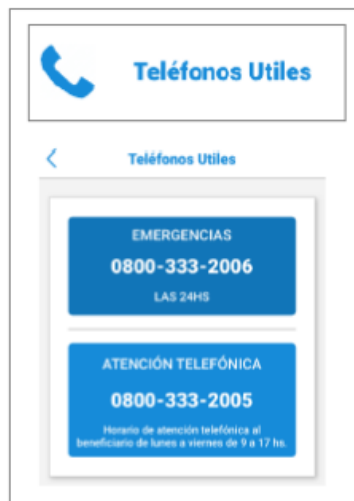 Teléfonos Utiles
Teléfonos Utiles
EMERGENCIAS
0800-333-2006
LAS 24HS
ATENCIÓN TELEFÓNICA
0800-333-2005
Horario de atención telefónica al
beneficiario de lunes a viernes de 9 a 17 hs.